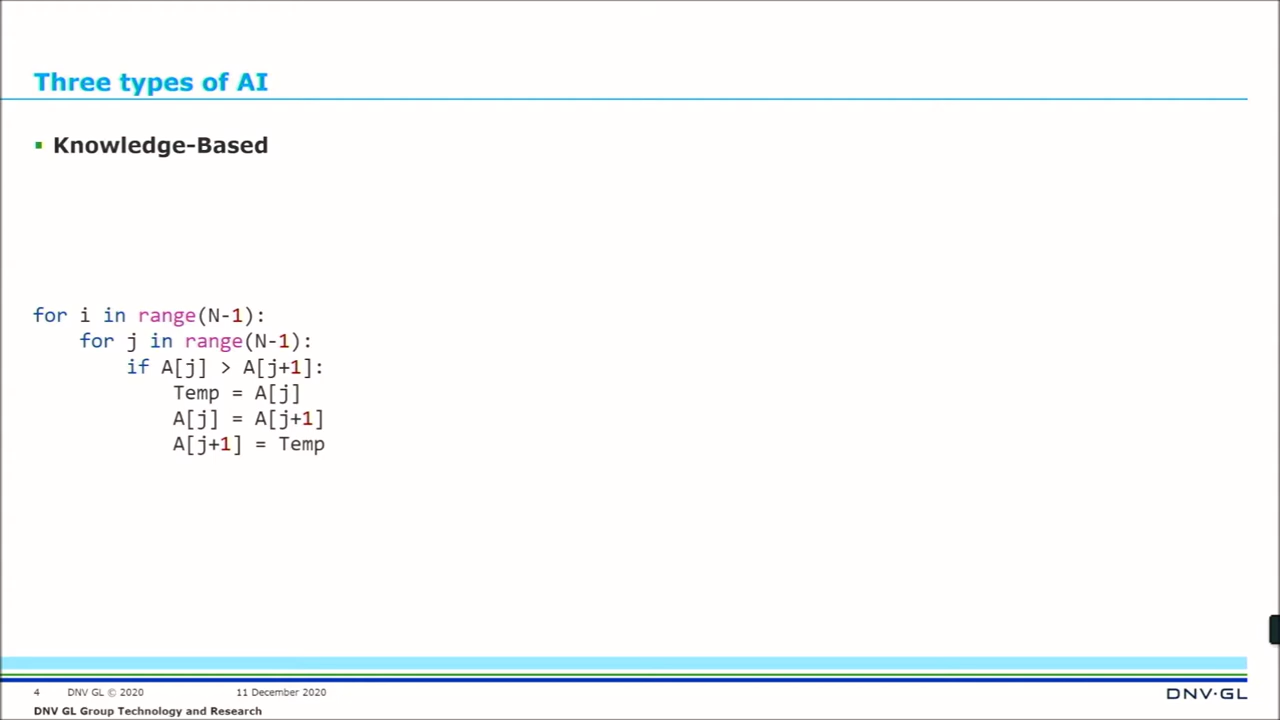 Three types of AI
▪ Knowledge-Based
for i in range(N-1):
    for j in range(N-1):
        if A[j] > A[j+1]:
            Temp = A[j]
            A[j] = A[j+1]
            A[j+1] = Temp
4 DNV GL © 2020 11 December 2020
DNV·GL
DNV GL Group Technology and Research